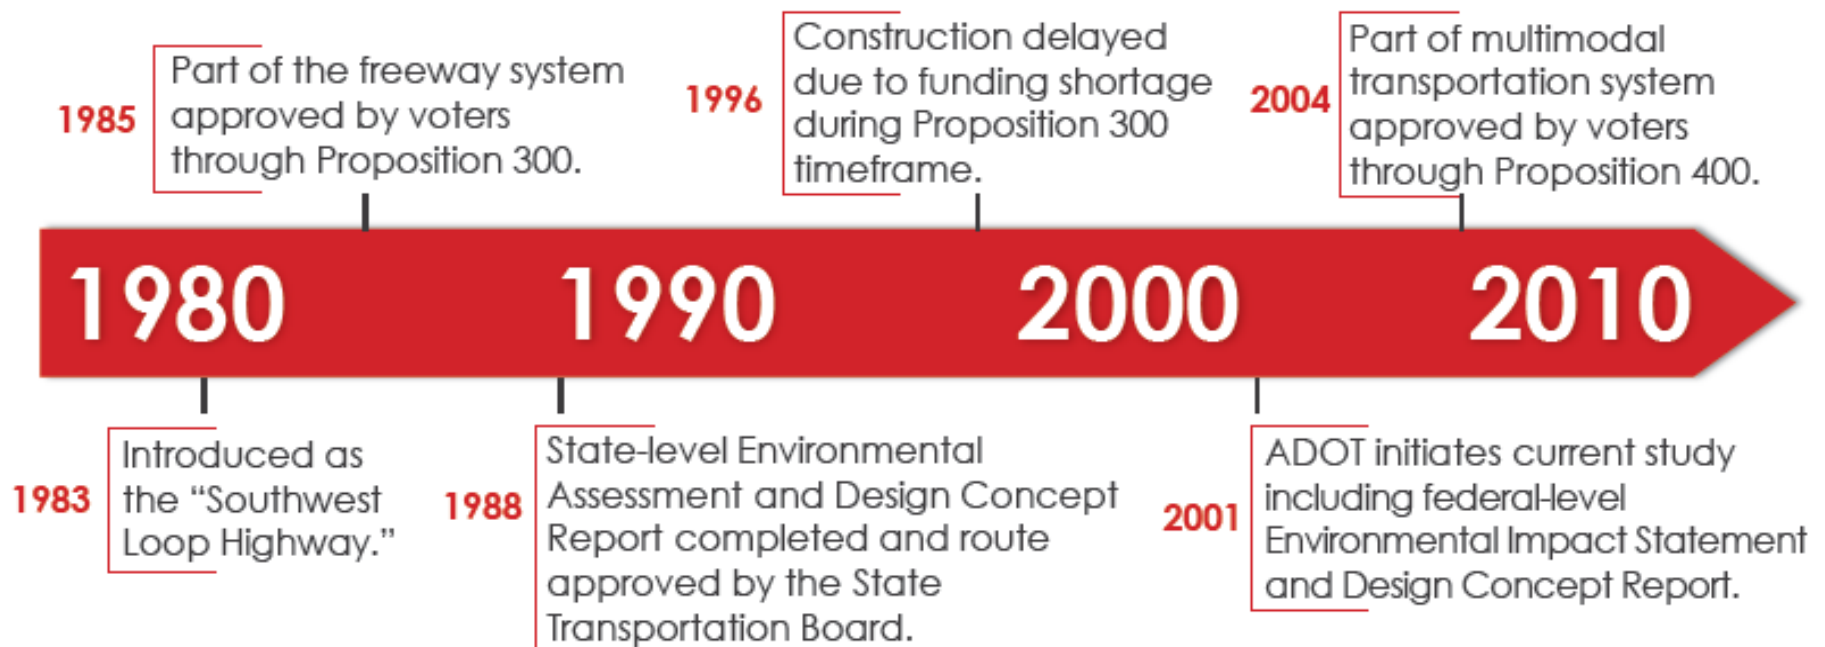 1985
Part of the freeway system
approved by voters
through Proposition 300.
1996
Construction delayed
due to funding shortage
during Proposition 300
timeframe.
2004
Part of multimodal
transportation system
approved by voters
through Proposition 400.
1980 1990 2000 2010
1983
Introduced as
the “Southwest
Loop Highway.”
1988
State-level Environmental
Assessment and Design Concept
Report completed and route
approved by the State
Transportation Board.
2001
ADOT initiates current study
including federal-level
Environmental Impact Statement
and Design Concept Report.